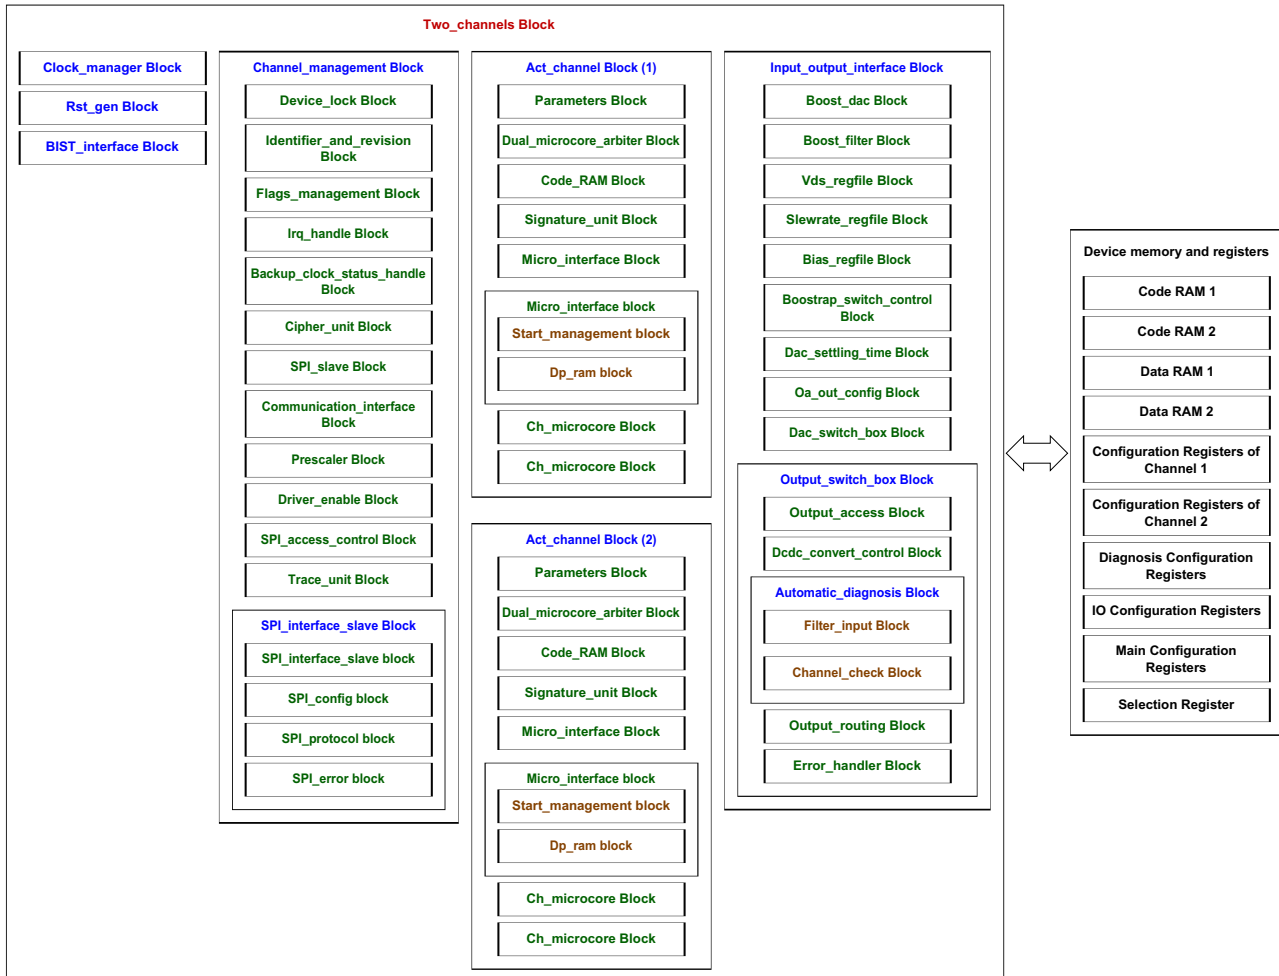 Two_channels Block
Clock_manager Block
Rst_gen Block
BIST_interface Block
Channel_management Block
Device_lock Block
Identifier_and_revision
Block
Flags_management Block
Irq_handle Block
Backup_clock_status_handle
Block
Cipher_unit Block
SPI_slave Block
Communication_interface
Block
Prescaler Block
Driver_enable Block
SPI_access_control Block
Trace_unit Block
SPI_interface_slave Block
SPI_interface_slave block
SPI_config block
SPI_protocol block
SPI_error block
Act_channel Block (1)
Parameters Block
Dual_microcore_arbiter Block
Code_RAM Block
Signature_unit Block
Micro_interface Block
Micro_interface block
Start_management block
Dp_ram block
Ch_microcore Block
Ch_microcore Block
Act_channel Block (2)
Parameters Block
Dual_microcore_arbiter Block
Code_RAM Block
Signature_unit Block
Micro_interface Block
Micro_interface block
Start_management block
Dp_ram block
Ch_microcore Block
Ch_microcore Block
Input_output_interface Block
Boost_dac Block
Boost_filter Block
Vds_regfile Block
Slewrate_regfile Block
Bias_regfile Block
Boostrap_switch_control
Block
Dac_settling_time Block
Oa_out_config Block
Dac_switch_box Block
Output_switch_box Block
Output_access Block
Dcdc_convert_control Block
Automatic_diagnosis Block
Filter_input Block
Channel_check Block
Output_routing Block
Error_handler Block
Device memory and registers
Code RAM 1
Code RAM 2
Data RAM 1
Data RAM 2
Configuration Registers of
Channel 1
Configuration Registers of
Channel 2
Diagnosis Configuration
Registers
IO Configuration Registers
Main Configuration
Registers
Selection Register